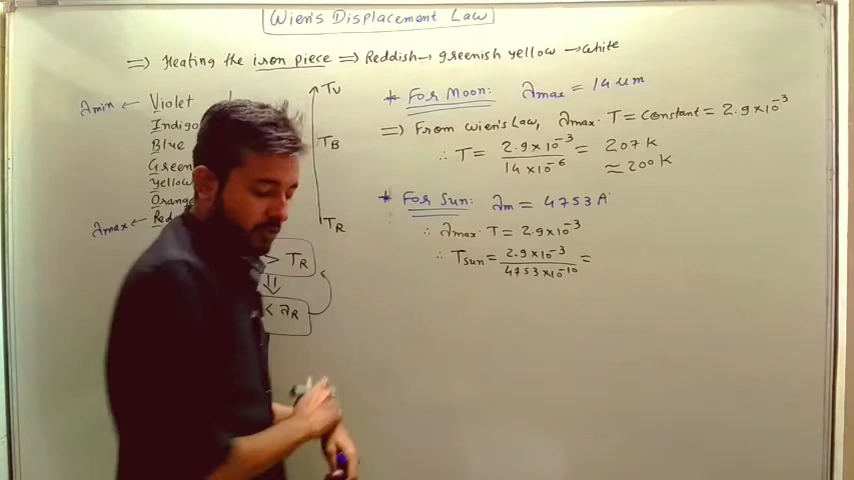 Wien's Displacement Law
⇒ Heating the iron piece ⇒ Reddish → greenish yellow → white
λmin ← Violet
Indigo
Blue
Green
Yellow
Orange
λmax ← Red
TV
TB
TR
> TR
⇓
< λR
* For Moon: λmax = 14 μm
⇒ From Wien's Law, λmax · T = Constant = 2.9×10⁻³
∴ T = 2.9×10⁻³ / 14×10⁻⁶ = 207 K
≈ 200 K
* For Sun: λm = 4753 A°
∴ λmax · T = 2.9×10⁻³
∴ Tsun = 2.9×10⁻³ / 4753×10⁻¹⁰ =